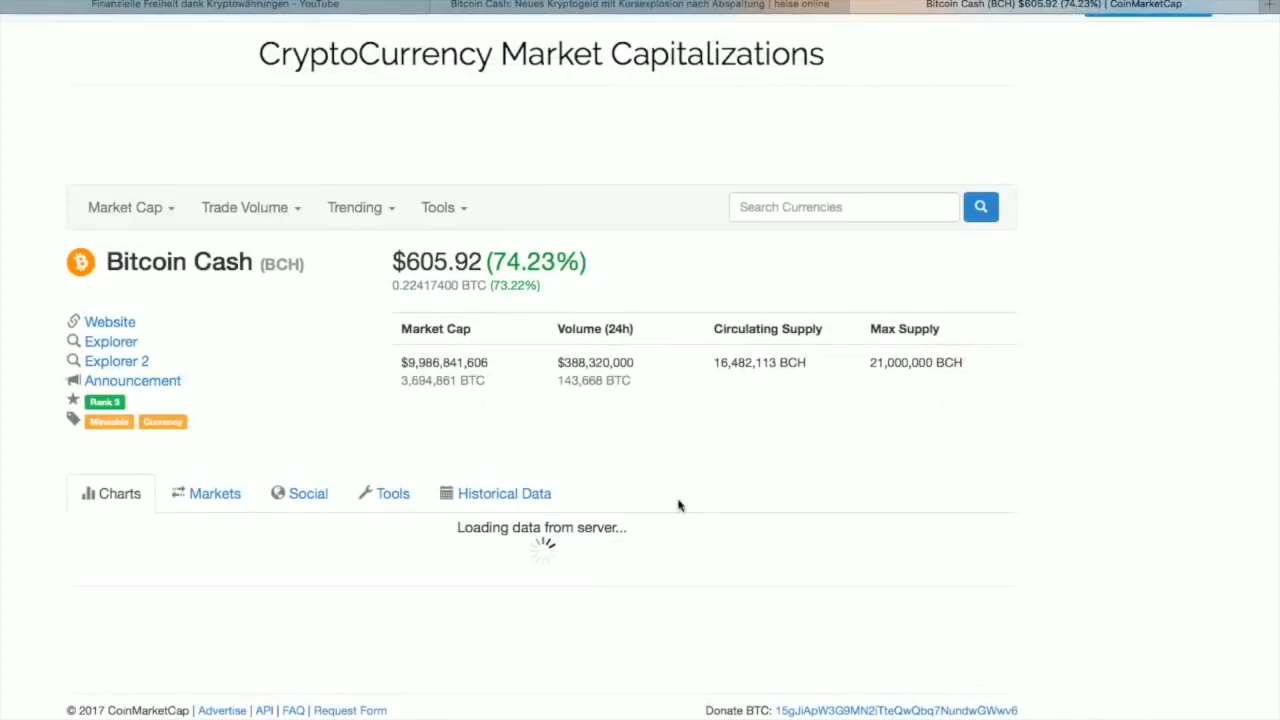 Finanzielle Freiheit dank Kryptowährungen - YouTube
Bitcoin Cash: Neues Kryptogeld mit Kursexplosion nach Abspaltung | heise online
Bitcoin Cash (BCH) $605.92 (74.23%) | CoinMarketCap
CryptoCurrency Market Capitalizations
Market Cap
Trade Volume
Trending
Tools
Search Currencies
Bitcoin Cash (BCH)
$605.92 (74.23%)
0.22417400 BTC (73.22%)
Website
Explorer
Explorer 2
Announcement
Rank 3
Mineable Currency
Market Cap Volume (24h) Circulating Supply Max Supply
$9,986,841,606 $388,320,000 16,482,113 BCH 21,000,000 BCH
3,694,861 BTC 143,668 BTC
Charts Markets Social Tools Historical Data
Loading data from server...
© 2017 CoinMarketCap | Advertise | API | FAQ | Request Form
Donate BTC: 15gJiApW3G9MN2iTteQwQbq7NundwGWwv6